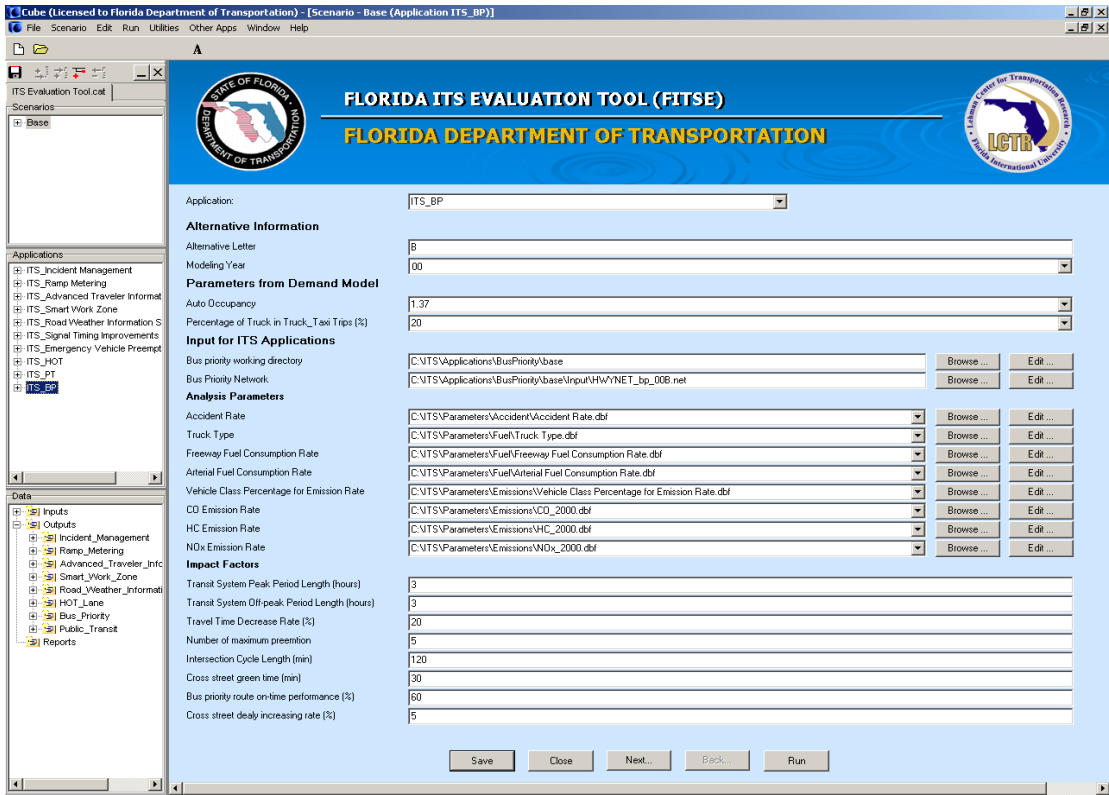 Cube (Licensed to Florida Department of Transportation) - [Scenario - Base (Application ITS_BP)]
File Scenario Edit Run Utilities Other Apps Window Help
A
ITS Evaluation Tool.cat
Scenarios
Base
Applications
ITS_Incident Management
ITS_Ramp Metering
ITS_Advanced Traveler Informat
ITS_Smart Work Zone
ITS_Road Weather Information S
ITS_Signal Timing Improvements
ITS_Emergency Vehicle Preempt
ITS_HOT
ITS_PT
ITS_BP
Data
Inputs
Outputs
Incident_Management
Ramp_Metering
Advanced_Traveler_Info
Smart_Work_Zone
Road_Weather_Informati
HOT_Lane
Bus_Priority
Public_Transit
Reports
STATE OF FLORIDA
DEPARTMENT OF TRANSPORTATION
FLORIDA ITS EVALUATION TOOL (FITSE)
FLORIDA DEPARTMENT OF TRANSPORTATION
Lehman Center for Transportation Research
LCTR
Florida International University
Application: ITS_BP
Alternative Information
Alternative Letter B
Modeling Year 00
Parameters from Demand Model
Auto Occupancy 1.37
Percentage of Truck in Truck_Taxi Trips (%) 20
Input for ITS Applications
Bus priority working directory C:\ITS\Applications\BusPriority\base Browse ... Edit ...
Bus Priority Network C:\ITS\Applications\BusPriority\base\Input\HWYNET_bp_00B.net Browse ... Edit ...
Analysis Parameters
Accident Rate C:\ITS\Parameters\Accident\Accident Rate.dbf Browse ... Edit ...
Truck Type C:\ITS\Parameters\Fuel\Truck Type.dbf Browse ... Edit ...
Freeway Fuel Consumption Rate C:\ITS\Parameters\Fuel\Freeway Fuel Consumption Rate.dbf Browse ... Edit ...
Arterial Fuel Consumption Rate C:\ITS\Parameters\Fuel\Arterial Fuel Consumption Rate.dbf Browse ... Edit ...
Vehicle Class Percentage for Emission Rate C:\ITS\Parameters\Emissions\Vehicle Class Percentage for Emission Rate.dbf Browse ... Edit ...
CO Emission Rate C:\ITS\Parameters\Emissions\CO_2000.dbf Browse ... Edit ...
HC Emission Rate C:\ITS\Parameters\Emissions\HC_2000.dbf Browse ... Edit ...
NOx Emission Rate C:\ITS\Parameters\Emissions\NOx_2000.dbf Browse ... Edit ...
Impact Factors
Transit System Peak Period Length (hours) 3
Transit System Off-peak Period Length (hours) 3
Travel Time Decrease Rate (%) 20
Number of maximum preemtion 5
Intersection Cycle Length (min) 120
Cross street green time (min) 30
Bus priority route on-time performance (%) 60
Cross street dealy increasing rate (%) 5
Save Close Next... Back... Run